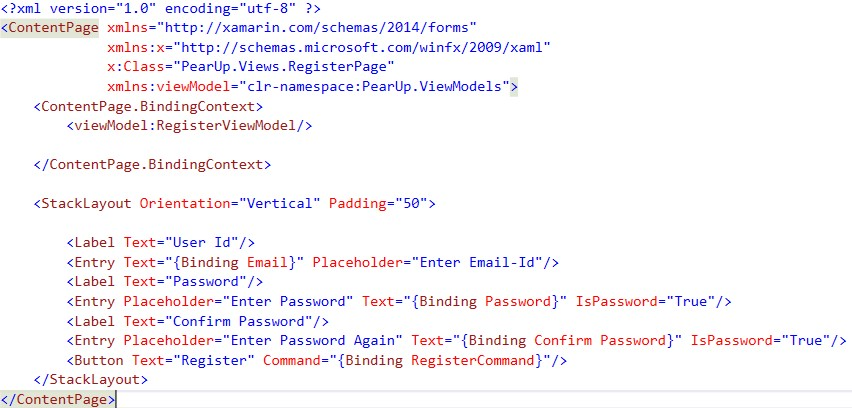 <?xml version="1.0" encoding="utf-8" ?>
<ContentPage xmlns="http://xamarin.com/schemas/2014/forms"
xmlns:x="http://schemas.microsoft.com/winfx/2009/xaml"
x:Class="PearUp.Views.RegisterPage"
xmlns:viewModel="clr-namespace:PearUp.ViewModels">
<ContentPage.BindingContext>
<viewModel:RegisterViewModel/>
</ContentPage.BindingContext>
<StackLayout Orientation="Vertical" Padding="50">
<Label Text="User Id"/>
<Entry Text="{Binding Email}" Placeholder="Enter Email-Id"/>
<Label Text="Password"/>
<Entry Placeholder="Enter Password" Text="{Binding Password}" IsPassword="True"/>
<Label Text="Confirm Password"/>
<Entry Placeholder="Enter Password Again" Text="{Binding Confirm Password}" IsPassword="True"/>
<Button Text="Register" Command="{Binding RegisterCommand}"/>
</StackLayout>
</ContentPage>